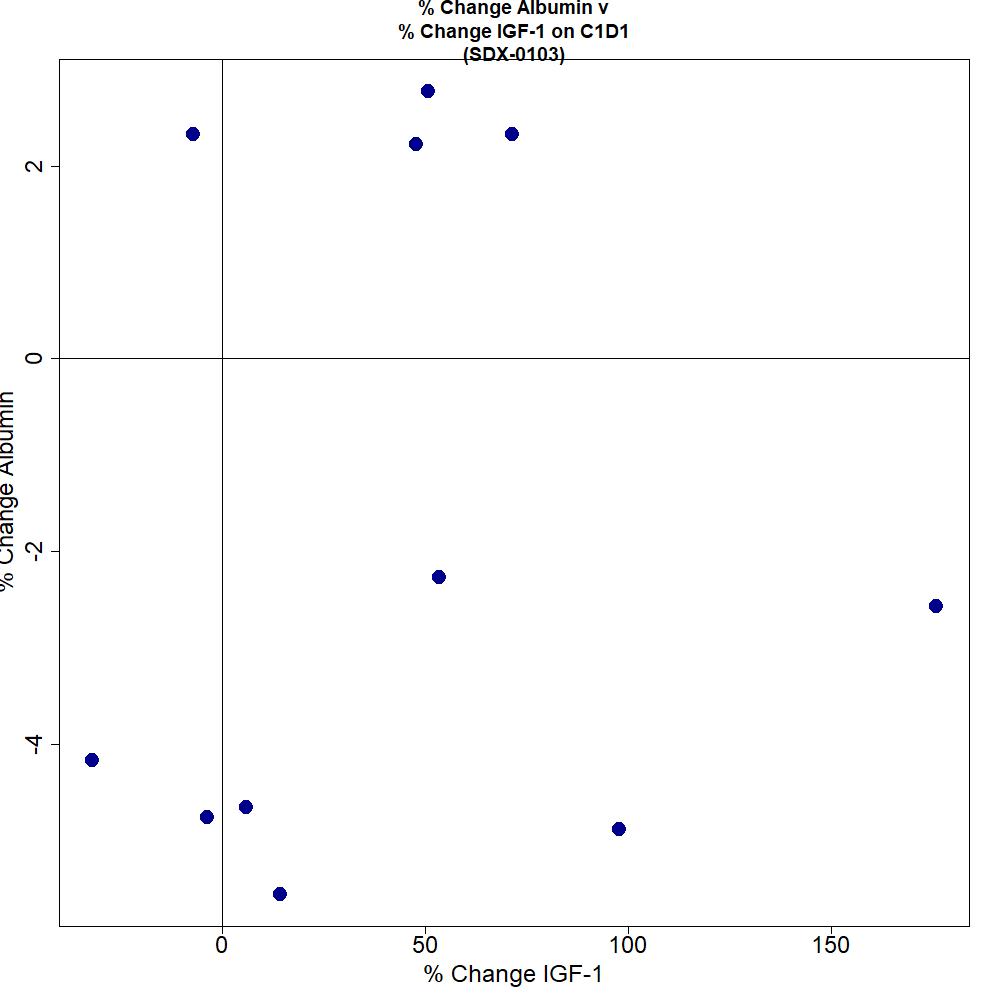 % Change Albumin v
% Change IGF-1 on C1D1
(SDX-0103)
% Change Albumin
2
0
-2
-4
0
50
100
150
% Change IGF-1